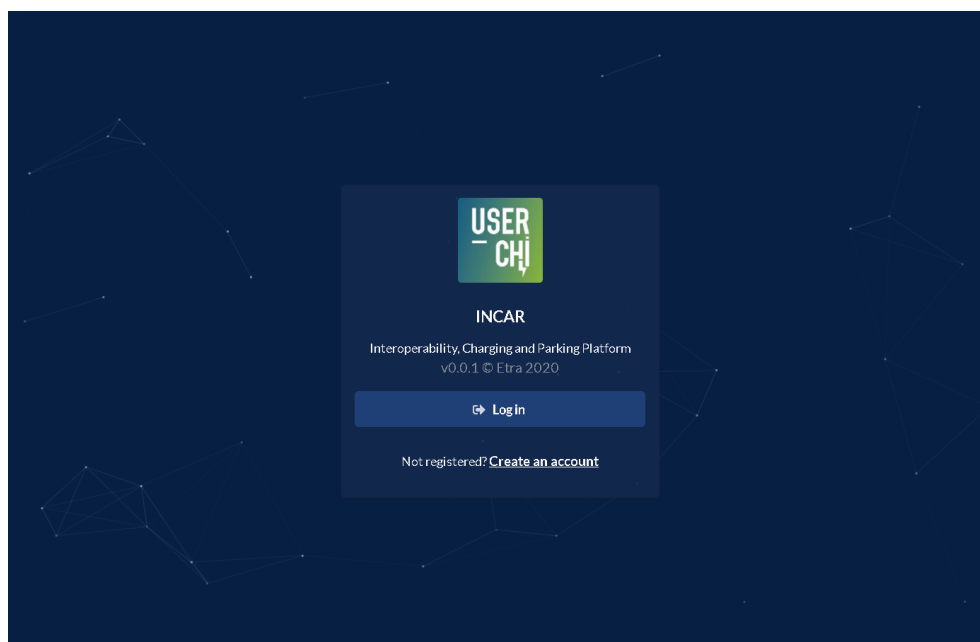 USER
CHI
INCAR
Interoperability, Charging and Parking Platform
v0.0.1 © Etra 2020
Log in
Not registered? Create an account